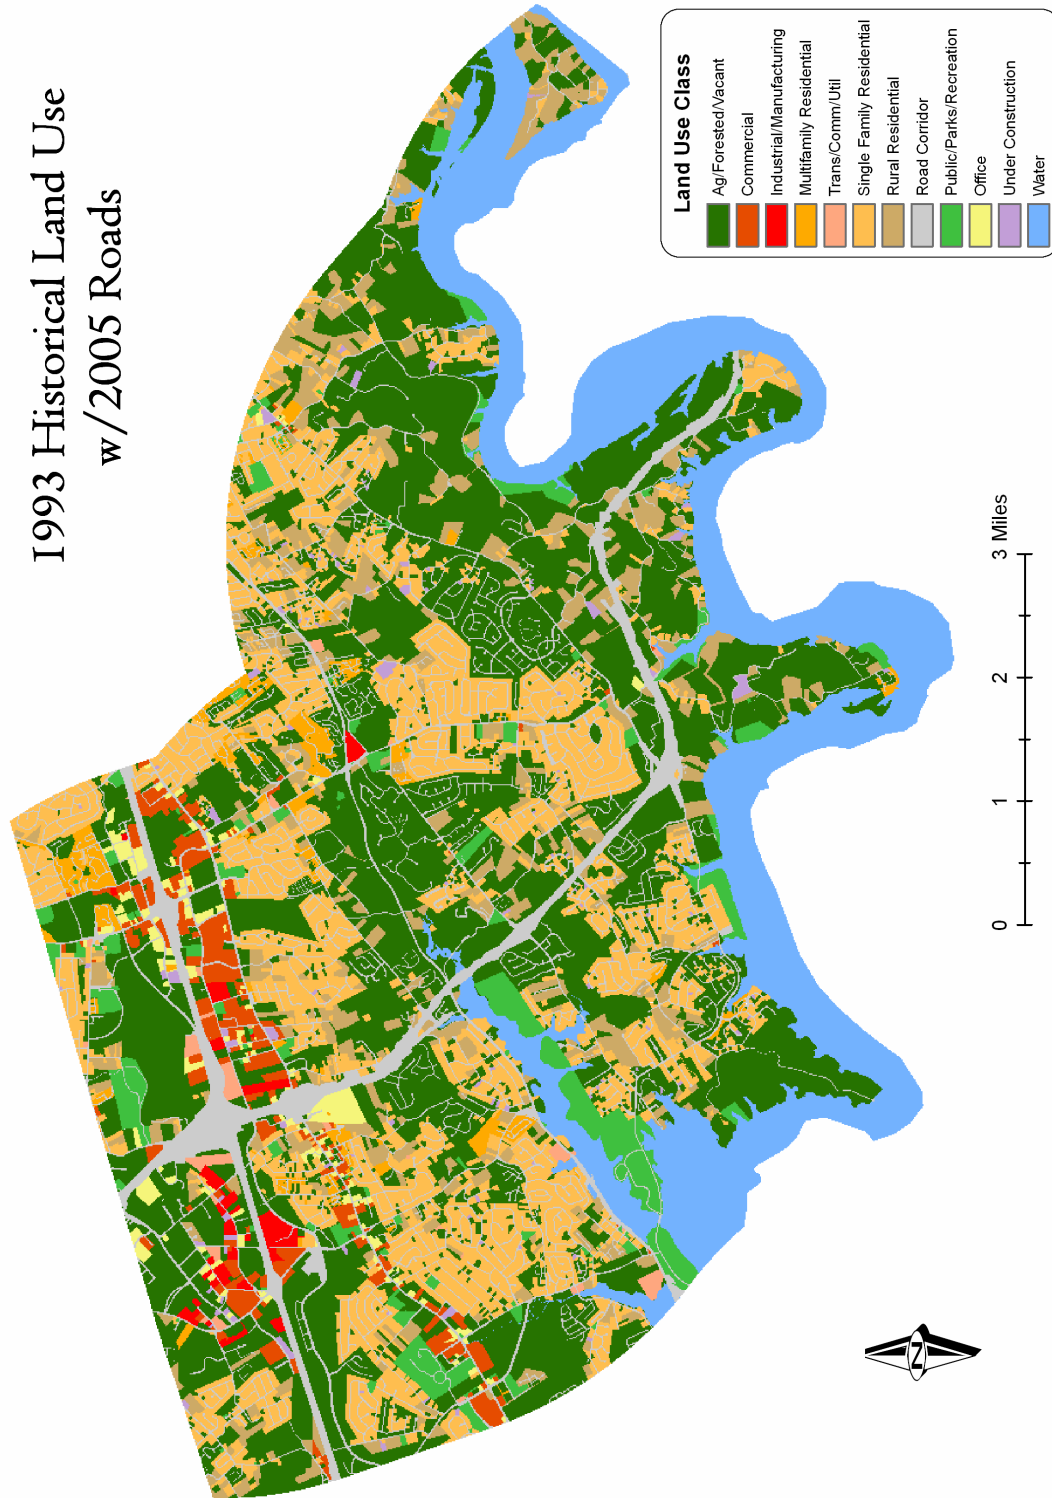 1993 Historical Land Use
w/2005 Roads
Land Use Class
Ag/Forested/Vacant
Commercial
Industrial/Manufacturing
Multifamily Residential
Trans/Comm/Util
Single Family Residential
Rural Residential
Road Corridor
Public/Parks/Recreation
Office
Under Construction
Water
0 1 2 3 Miles
N